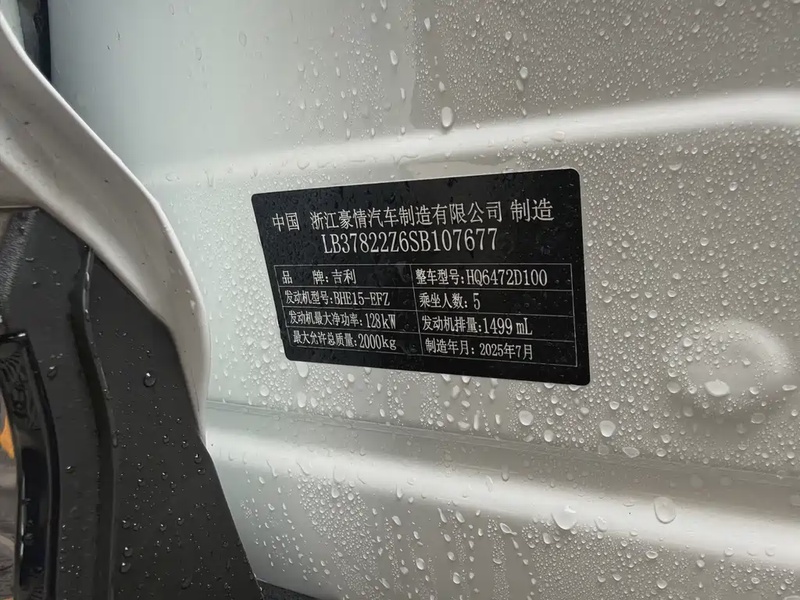 中国 浙江豪情汽车制造有限公司 制造
LB37822Z6SB107677
品 牌:吉利 整车型号:HQ6472D100
发动机型号:BHE15-EFZ 乘坐人数:5
发动机最大净功率:128kW 发动机排量:1499mL
最大允许总质量:2000kg 制造年月:2025年7月